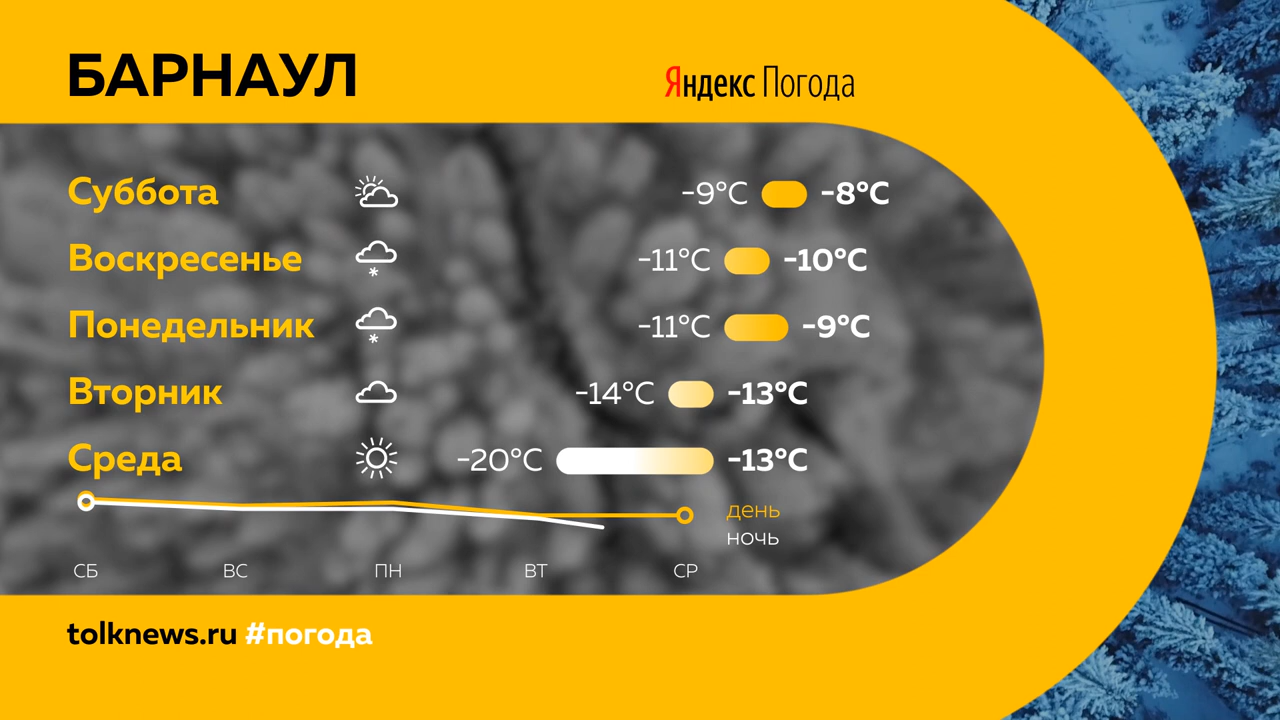 БАРНАУЛ
Яндекс Погода
Суббота -9°C -8°C
Воскресенье -11°C -10°C
Понедельник -11°C -9°C
Вторник -14°C -13°C
Среда -20°C -13°C
день
ночь
СБ ВС ПН ВТ СР
tolknews.ru #погода